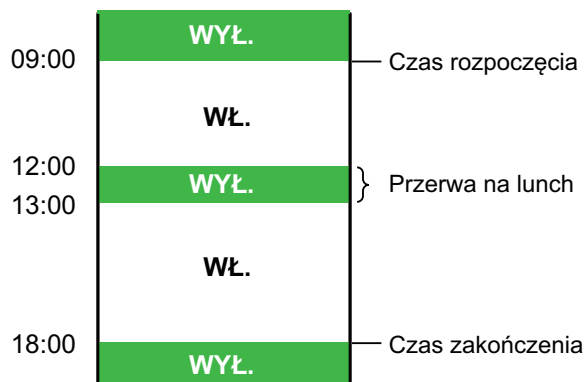 WYŁ.
09:00
Czas rozpoczęcia
WŁ.
12:00
WYŁ.
Przerwa na lunch
13:00
WŁ.
18:00
Czas zakończenia
WYŁ.